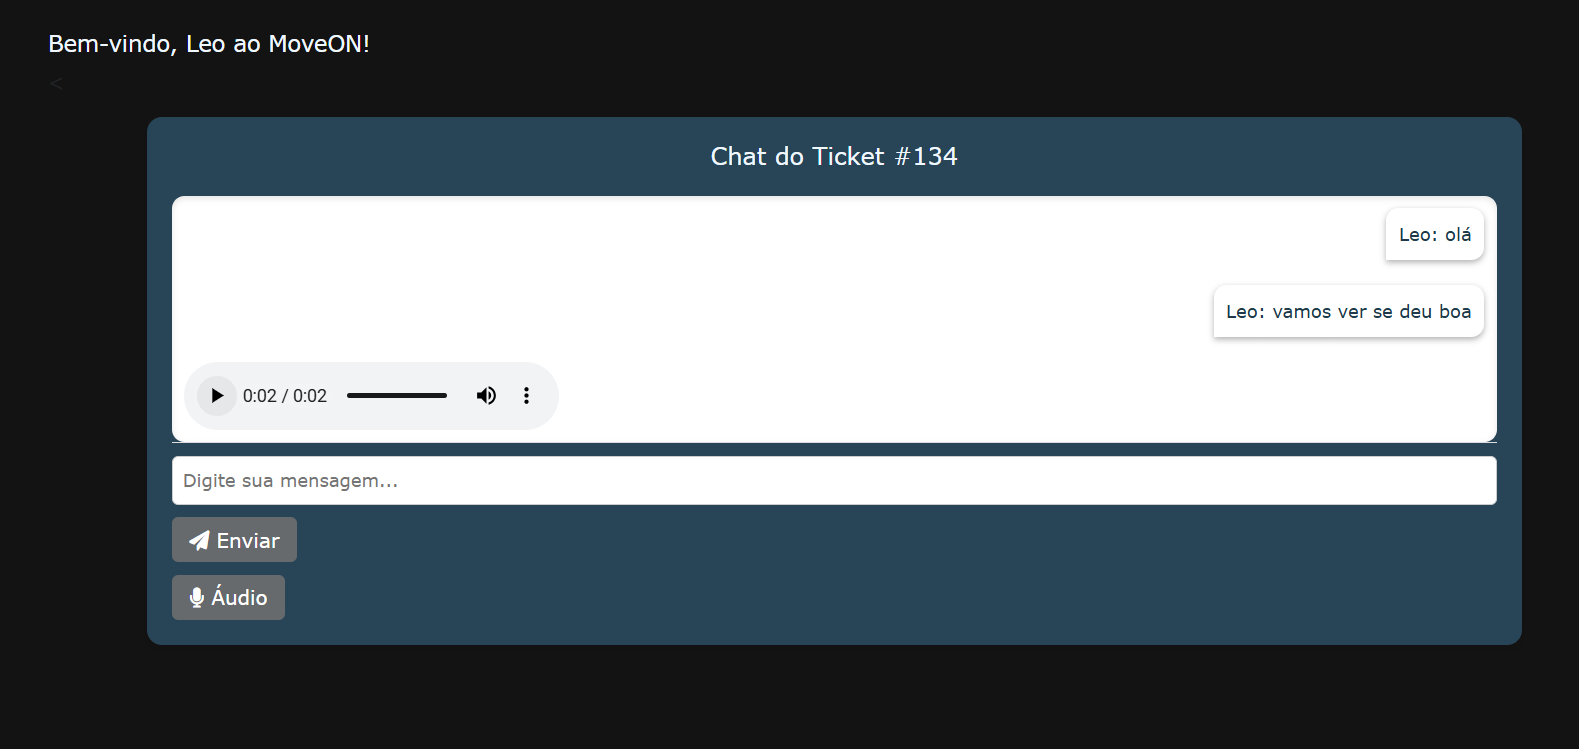 Bem-vindo, Leo ao MoveON!
<
Chat do Ticket #134
Leo: olá
Leo: vamos ver se deu boa
0:02 / 0:02
Digite sua mensagem...
Enviar
Áudio